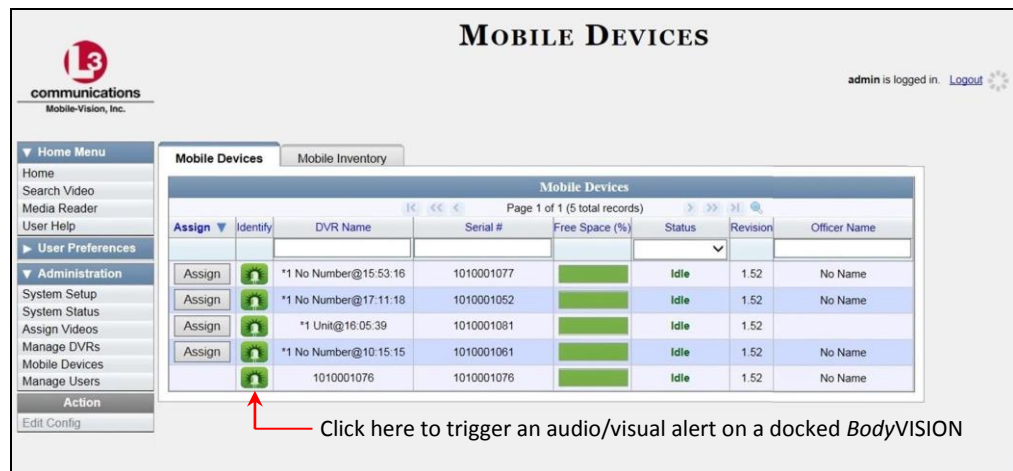 MOBILE DEVICES
L3
communications
Mobile-Vision, Inc.
admin is logged in. Logout
▼ Home Menu
Home
Search Video
Media Reader
User Help
▶ User Preferences
▼ Administration
System Setup
System Status
Assign Videos
Manage DVRs
Mobile Devices
Manage Users
Action
Edit Config
Mobile Devices Mobile Inventory
Mobile Devices
Page 1 of 1 (5 total records)
Assign ▼ Identify DVR Name Serial # Free Space (%) Status Revision Officer Name
Assign *1 No Number@15:53:16 1010001077 Idle 1.52 No Name
Assign *1 No Number@17:11:18 1010001052 Idle 1.52 No Name
Assign *1 Unit@16:05:39 1010001081 Idle 1.52
Assign *1 No Number@10:15:15 1010001061 Idle 1.52 No Name
1010001076 1010001076 Idle 1.52 No Name
Click here to trigger an audio/visual alert on a docked BodyVISION